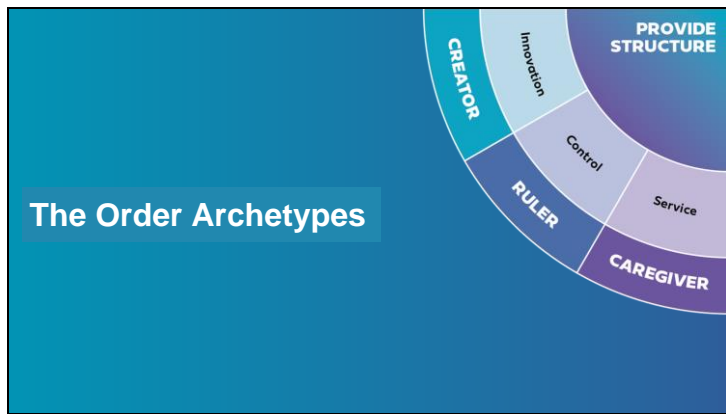 PROVIDE
STRUCTURE
Innovation
CREATOR
Control
The Order Archetypes
RULER
Service
CAREGIVER